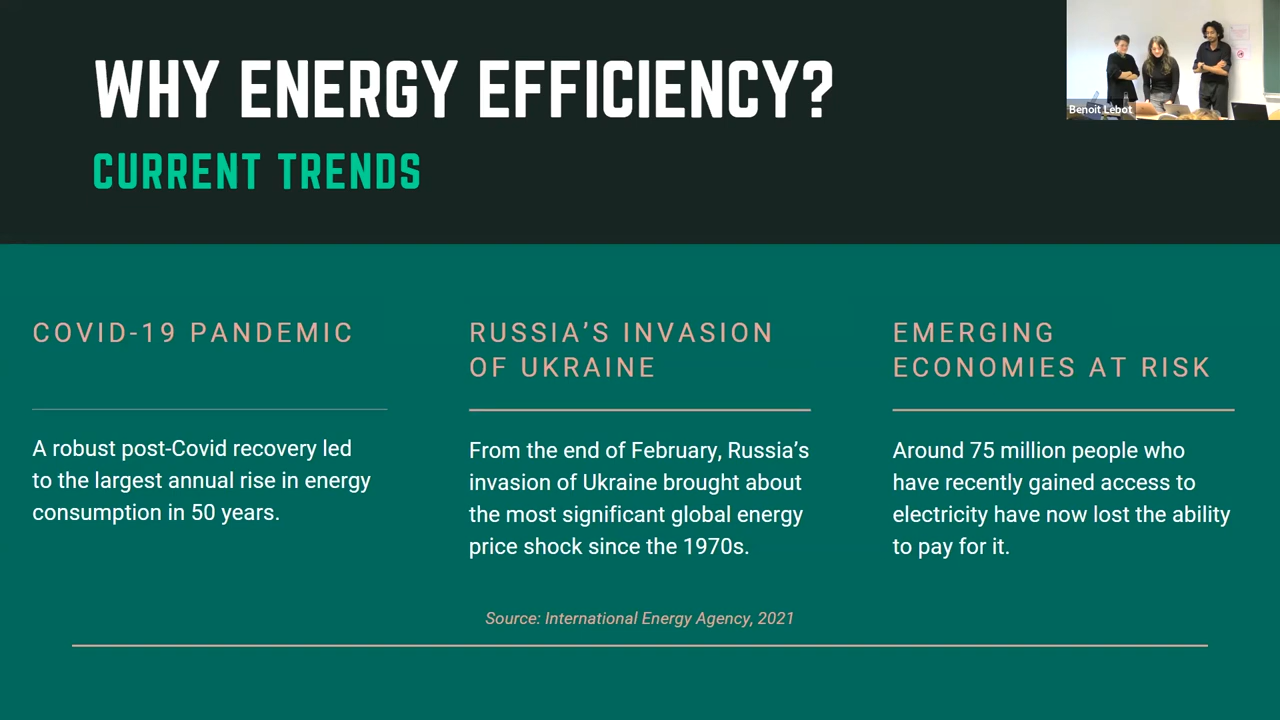 WHY ENERGY EFFICIENCY?
CURRENT TRENDS
Benoit Lebot
COVID-19 PANDEMIC
A robust post-Covid recovery led
to the largest annual rise in energy
consumption in 50 years.
RUSSIA’S INVASION
OF UKRAINE
From the end of February, Russia’s
invasion of Ukraine brought about
the most significant global energy
price shock since the 1970s.
EMERGING
ECONOMIES AT RISK
Around 75 million people who
have recently gained access to
electricity have now lost the ability
to pay for it.
Source: International Energy Agency, 2021